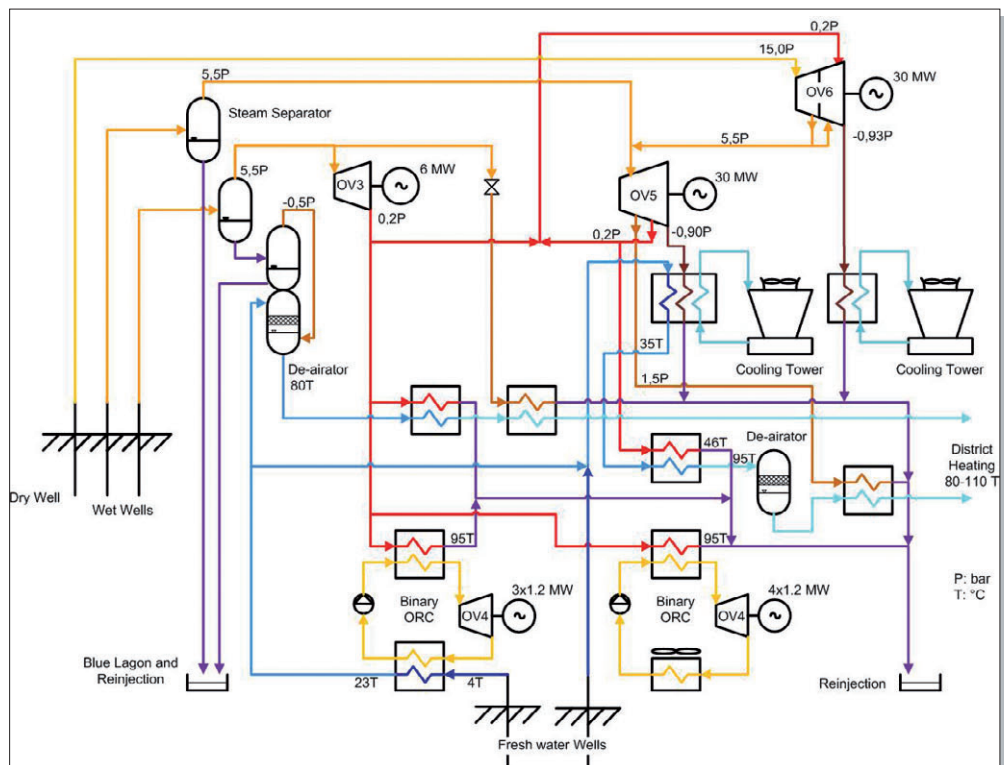 0,2P
15,0P
5,5P
OV6
30 MW
Steam Separator
-0,93P
5,5P
5,5P
OV3
6 MW
OV5
30 MW
-0,5P
0,2P
0,2P
-0,90P
35T
Cooling Tower
Cooling Tower
De-airator
80T
1,5P
De-airator
46T
95T
District
Heating
80-110 T
Dry Well
Wet Wells
95T
95T
P: bar
T: °C
Binary
ORC
OV4
3x1.2 MW
Binary
ORC
OV4
4x1.2 MW
Blue Lagon and
Reinjection
23T
4T
Reinjection
Fresh water Wells